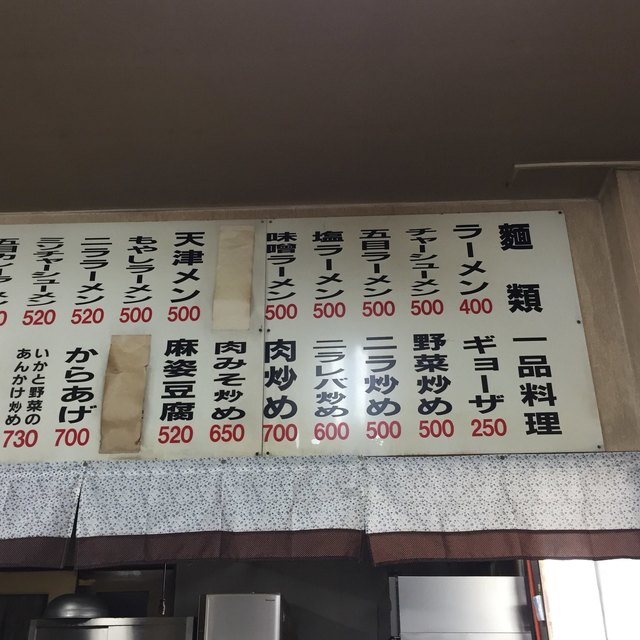 麺類
ラーメン 400
チャーシューメン 500
五目ラーメン 500
塩ラーメン 500
味噌ラーメン 500
天津メン 500
もやしラーメン 500
ニララーメン 520
ミソチャーシューメン 520
一品料理
ギョーザ 250
野菜炒め 500
ニラ炒め 500
ニラレバ炒め 600
肉炒め 700
肉みそ炒め 650
麻姿豆腐 520
からあげ 700
いかと野菜の
あんかけ炒め 730